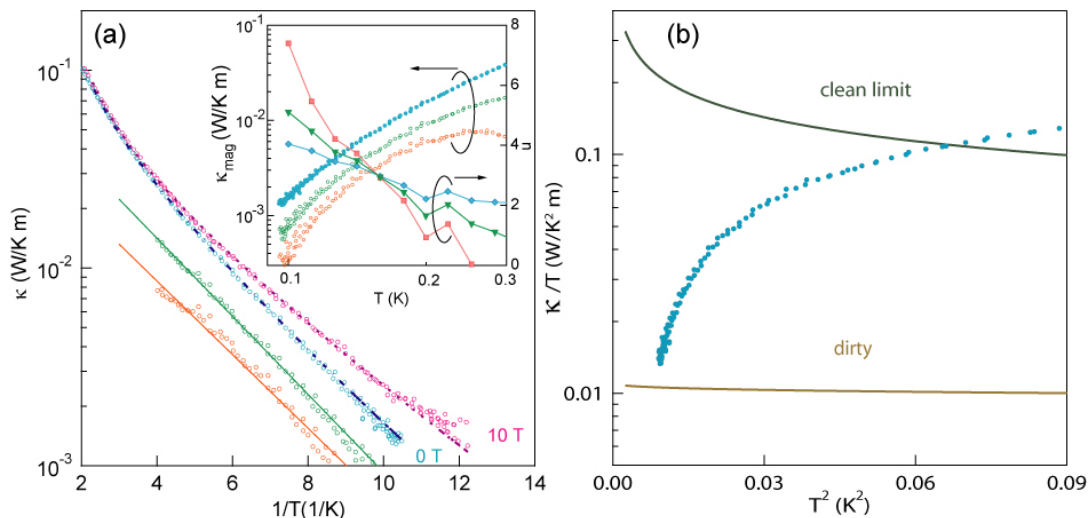 (a)
κ (W/K m)
10⁻¹
10⁻²
10⁻³
2 4 6 8 10 12 14
1/T(1/K)
10 T
0 T
κmag (W/K m)
10⁻¹
10⁻²
10⁻³
0.1 0.2 0.3
T (K)
8
6
4
2
0
n
(b)
κ /T (W/K² m)
0.1
0.01
clean limit
dirty
0.00 0.03 0.06 0.09
T² (K²)